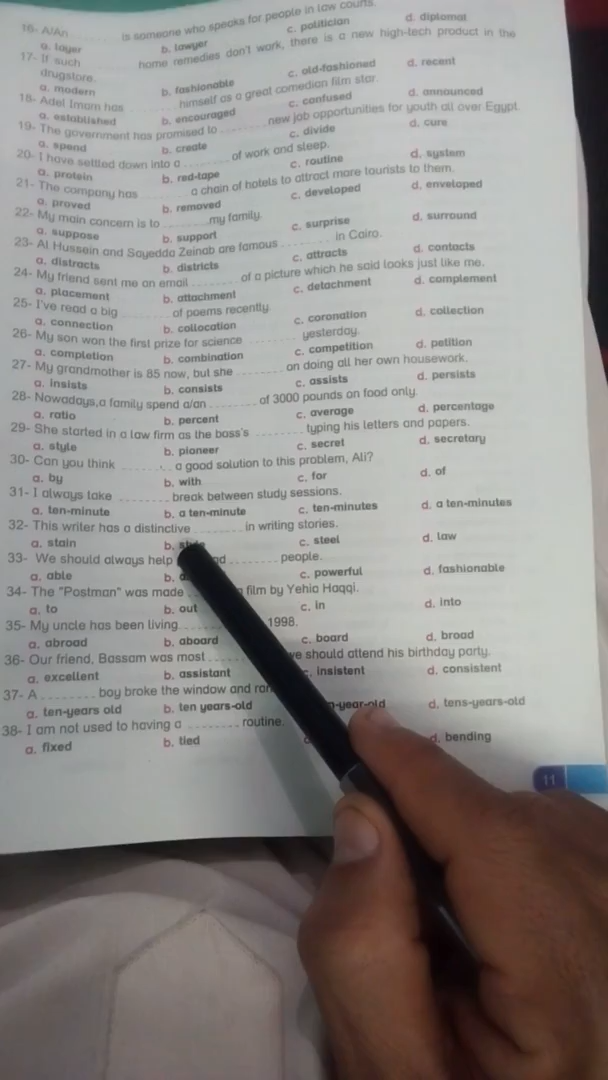 16- A/An ........ is someone who speaks for people in law courts.
a. layer b. lawyer c. politician d. diplomat
17- If such ........ home remedies don't work, there is a new high-tech product in the
drugstore.
a. modern b. fashionable c. old-fashioned d. recent
18- Adel Imam has ........ himself as a great comedian film star.
a. established b. encouraged c. confused d. announced
19- The government has promised to ........ new job opportunities for youth all over Egypt.
a. spend b. create c. divide d. cure
20- I have settled down into a ........ of work and sleep.
a. protein b. red-tape c. routine d. system
21- The company has ........ a chain of hotels to attract more tourists to them.
a. proved b. removed c. developed d. enveloped
22- My main concern is to ........ my family.
a. suppose b. support c. surprise d. surround
23- Al Hussein and Sayedda Zeinab are famous ........ in Cairo.
a. distracts b. districts c. attracts d. contacts
24- My friend sent me an email ........ of a picture which he said looks just like me.
a. placement b. attachment c. detachment d. complement
25- I've read a big ........ of poems recently.
a. connection b. collocation c. coronation d. collection
26- My son won the first prize for science ........ yesterday.
a. completion b. combination c. competition d. petition
27- My grandmother is 85 now, but she ........ on doing all her own housework.
a. insists b. consists c. assists d. persists
28- Nowadays,a family spend a/an ........ of 3000 pounds on food only.
a. ratio b. percent c. average d. percentage
29- She started in a law firm as the boss's ........ typing his letters and papers.
a. style b. pioneer c. secret d. secretary
30- Can you think ........ a good solution to this problem, Ali?
a. by b. with c. for d. of
31- I always take ........ break between study sessions.
a. ten-minute b. a ten-minute c. ten-minutes d. a ten-minutes
32- This writer has a distinctive ........ in writing stories.
a. stain b. style c. steel d. law
33- We should always help ........ people.
a. able b. c. powerful d. fashionable
34- The "Postman" was made ........ film by Yehia Haqqi.
a. to b. out c. in d. into
35- My uncle has been living ........ 1998.
a. abroad b. aboard c. board d. broad
36- Our friend, Bassam was most ........ we should attend his birthday party.
a. excellent b. assistant c. insistent d. consistent
37- A ........ boy broke the window and ran
a. ten-years old b. ten years-old -year-old d. tens-years-old
38- I am not used to having a ........ routine.
a. fixed b. tied d. bending
11